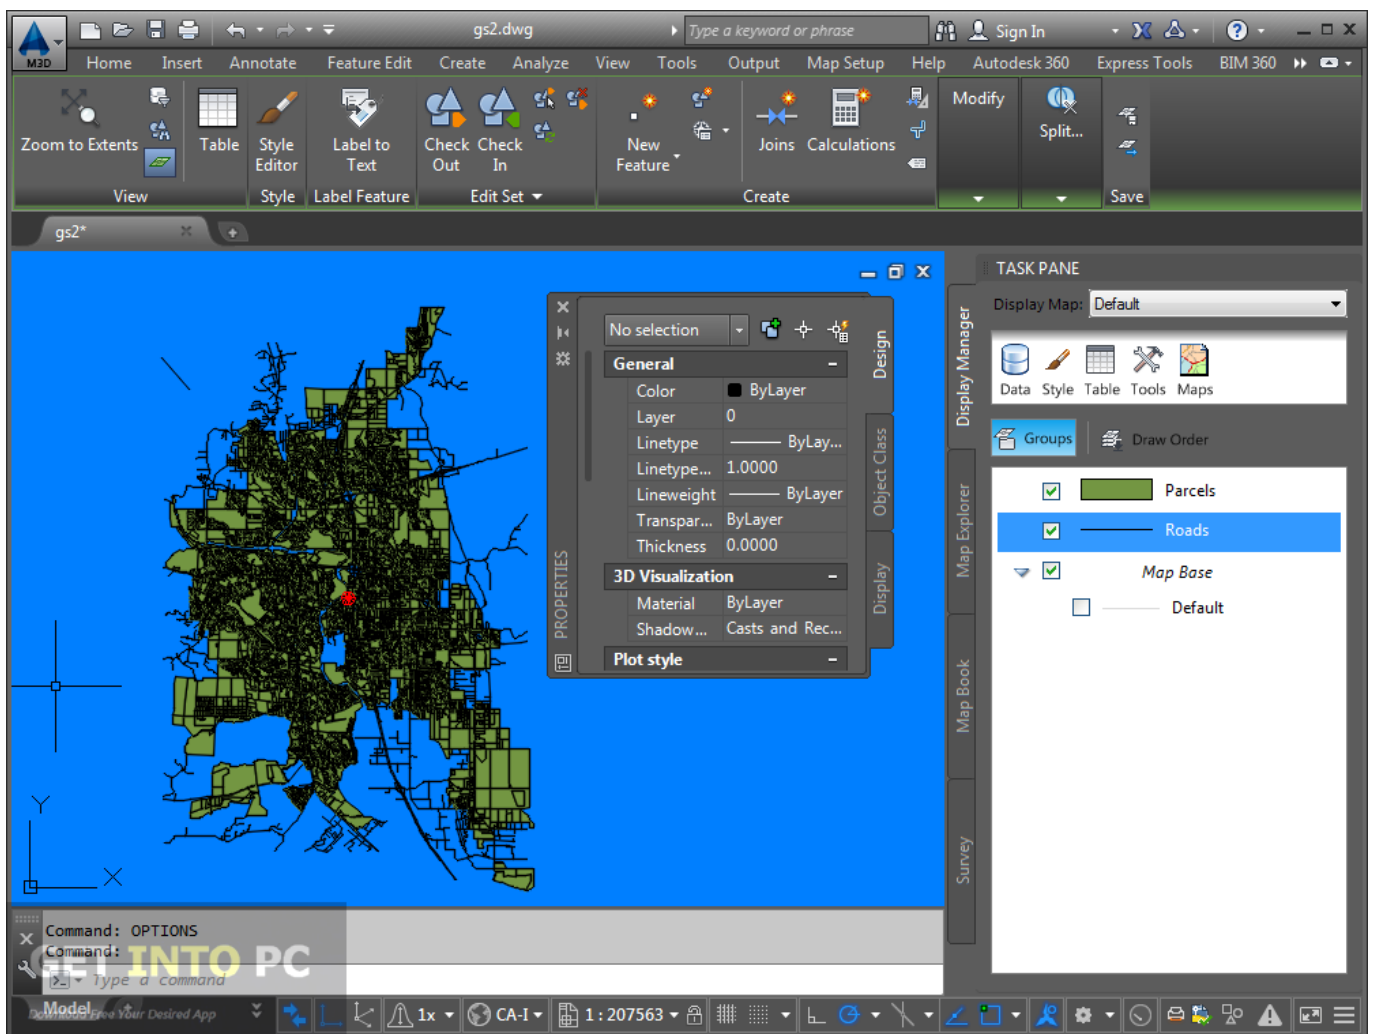 gs2.dwg
Type a keyword or phrase
Sign In
M3D
Home Insert Annotate Feature Edit Create Analyze View Tools Output Map Setup Help Autodesk 360 Express Tools BIM 360
Zoom to Extents
Table
Style
Editor
Label to
Text
Check
Out
Check
In
New
Feature
Joins
Calculations
Modify
Split...
View
Style
Label Feature
Edit Set
Create
Save
gs2*
TASK PANE
Display Map: Default
Data Style Table Tools Maps
Groups
Draw Order
Parcels
Roads
Map Base
Default
Display Manager
Map Explorer
Map Book
Survey
No selection
General
Color ByLayer
Layer 0
Linetype ByLay...
Linetype... 1.0000
Lineweight ByLayer
Transpar... ByLayer
Thickness 0.0000
3D Visualization
Material ByLayer
Shadow... Casts and Rec...
Plot style
PROPERTIES
Design
Object Class
Display
Y
X
Command: OPTIONS
Command:
Type a command
GET INTO PC
Download Free Your Desired App
Model
1x
CA-I
1:207563